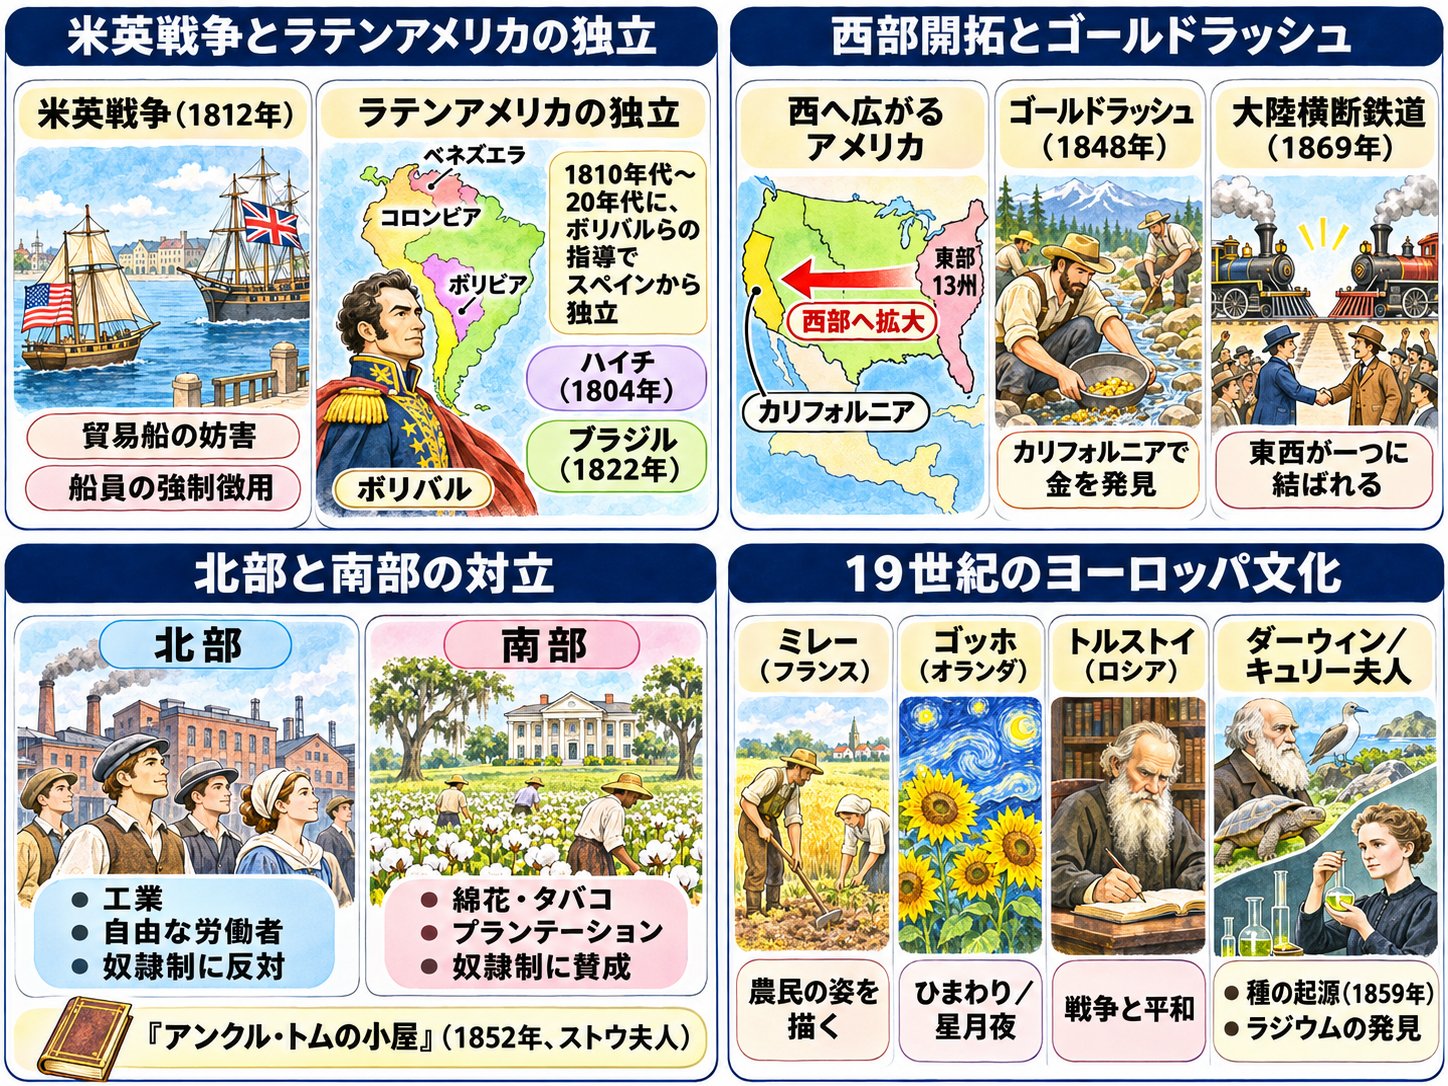 米英戦争とラテンアメリカの独立
米英戦争(1812年)
貿易船の妨害
船員の強制徴用
ラテンアメリカの独立
ベネズエラ
コロンビア
ボリビア
ボリバル
1810年代～
20年代に、
ボリバルらの
指導で
スペインから
独立
ハイチ
(1804年)
ブラジル
(1822年)
西部開拓とゴールドラッシュ
西へ広がる
アメリカ
東部
13州
西部へ拡大
カリフォルニア
ゴールドラッシュ
(1848年)
カリフォルニアで
金を発見
大陸横断鉄道
(1869年)
東西が一つに
結ばれる
北部と南部の対立
北部
● 工業
● 自由な労働者
● 奴隷制に反対
南部
● 綿花・タバコ
● プランテーション
● 奴隷制に賛成
『アンクル・トムの小屋』(1852年、ストウ夫人)
19世紀のヨーロッパ文化
ミレー
(フランス)
農民の姿を
描く
ゴッホ
(オランダ)
ひまわり/
星月夜
トルストイ
(ロシア)
戦争と平和
ダーウィン/
キュリー夫人
● 種の起源(1859年)
● ラジウムの発見